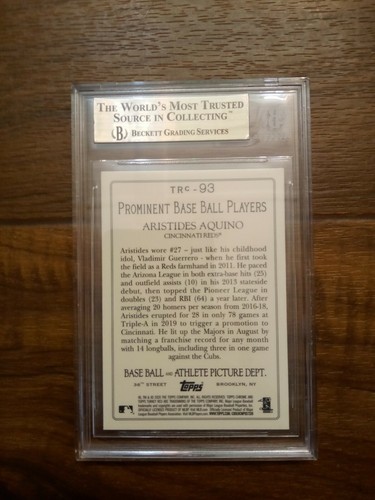 THE WORLD'S MOST TRUSTED
SOURCE IN COLLECTING™
B BECKETT GRADING SERVICES
TRC - 93
PROMINENT BASE BALL PLAYERS
ARISTIDES AQUINO
CINCINNATI REDS®
Aristides wore #27 – just like his childhood
idol, Vladimir Guerrero - when he first took
the field as a Reds farmhand in 2011. He paced
the Arizona League in both extra-base hits (25)
and outfield assists (10) in his 2013 stateside
debut, then topped the Pioneer League in
doubles (23) and RBI (64) a year later. After
averaging 20 homers per season from 2016-18,
Aristides erupted for 28 in only 78 games at
Triple-A in 2019 to trigger a promotion to
Cincinnati. He lit up the Majors in August by
matching a franchise record for any month
with 14 longballs, including three in one game
against the Cubs.
BASE BALL AND ATHLETE PICTURE DEPT.
36TH STREET Topps BROOKLYN, NY